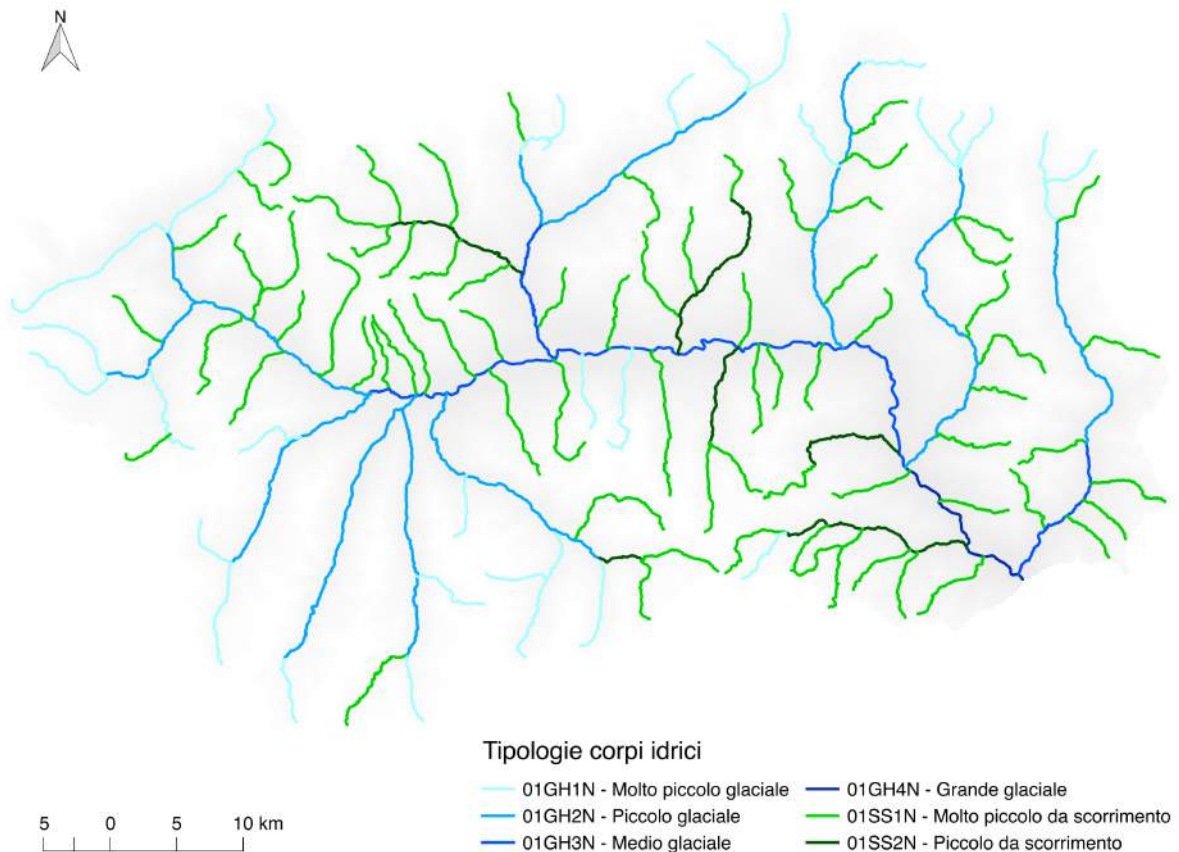 N
Tipologie corpi idrici
01GH1N - Molto piccolo glaciale
01GH4N - Grande glaciale
01GH2N - Piccolo glaciale
01SS1N - Molto piccolo da scorrimento
01GH3N - Medio glaciale
01SS2N - Piccolo da scorrimento
5 0 5 10 km